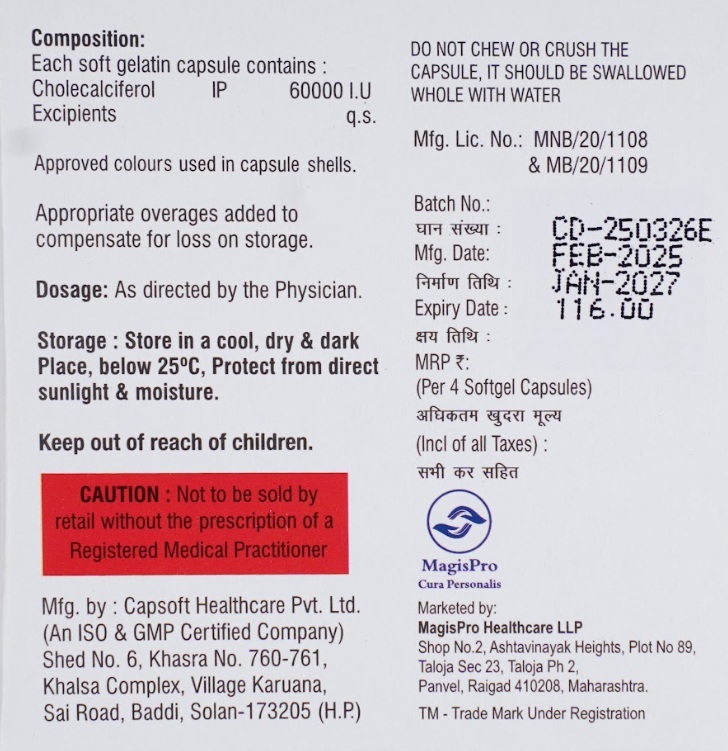 Composition:
Each soft gelatin capsule contains :
Cholecalciferol IP 60000 I.U
Excipients q.s.
Approved colours used in capsule shells.
Appropriate overages added to
compensate for loss on storage.
Dosage: As directed by the Physician.
Storage : Store in a cool, dry & dark
Place, below 25ºC, Protect from direct
sunlight & moisture.
Keep out of reach of children.
CAUTION : Not to be sold by
retail without the prescription of a
Registered Medical Practitioner
Mfg. by : Capsoft Healthcare Pvt. Ltd.
(An ISO & GMP Certified Company)
Shed No. 6, Khasra No. 760-761,
Khalsa Complex, Village Karuana,
Sai Road, Baddi, Solan-173205 (H.P.)
DO NOT CHEW OR CRUSH THE
CAPSULE, IT SHOULD BE SWALLOWED
WHOLE WITH WATER
Mfg. Lic. No.: MNB/20/1108
& MB/20/1109
Batch No.:
घान संख्या :
CD-250326E
Mfg. Date:
FEB-2025
निर्माण तिथि :
JAN-2027
Expiry Date :
116.00
क्षय तिथि :
MRP ₹:
(Per 4 Softgel Capsules)
अधिकतम खुदरा मूल्य
(Incl of all Taxes) :
सभी कर सहित
MagisPro
Cura Personalis
Marketed by:
MagisPro Healthcare LLP
Shop No.2, Ashtavinayak Heights, Plot No 89,
Taloja Sec 23, Taloja Ph 2,
Panvel, Raigad 410208, Maharashtra.
TM - Trade Mark Under Registration